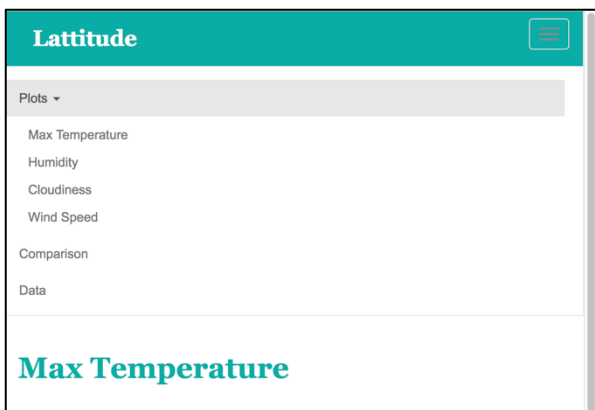 Lattitude
Plots
Max Temperature
Humidity
Cloudiness
Wind Speed
Comparison
Data
Max Temperature